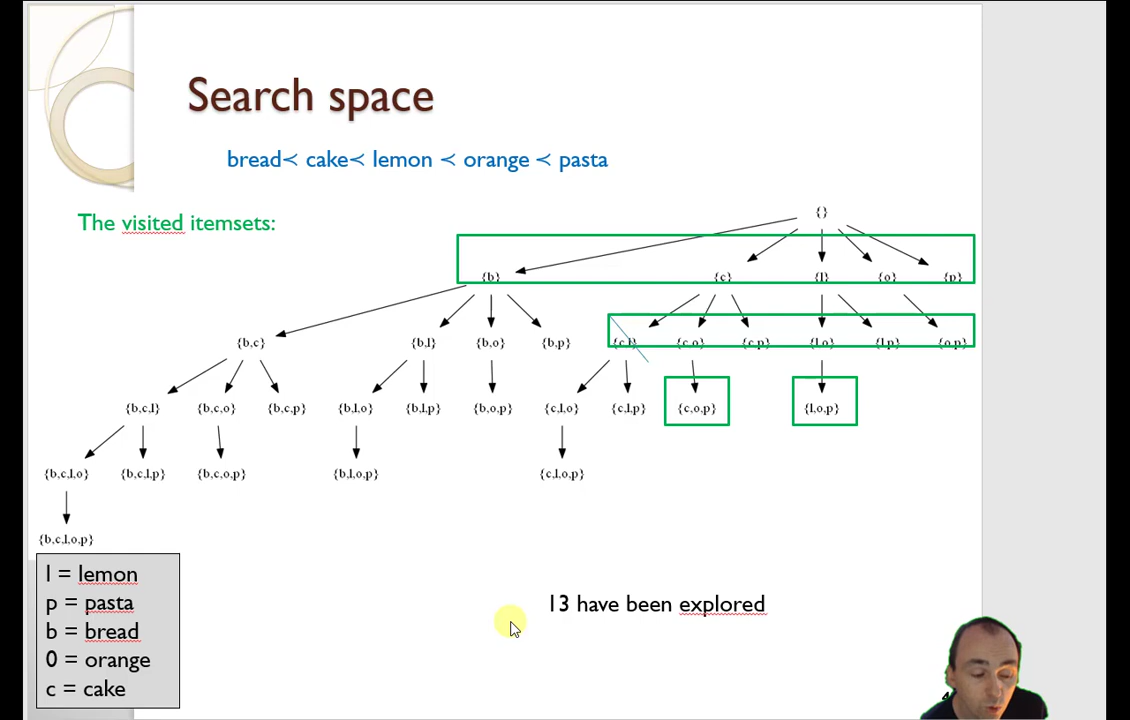 Search space
bread≺ cake≺ lemon ≺ orange ≺ pasta
The visited itemsets:
{}
{b} {c} {l} {o} {p}
{b,c} {b,l} {b,o} {b,p} {c,l} {c,o} {c,p} {l,o} {l,p} {o,p}
{b,c,l} {b,c,o} {b,c,p} {b,l,o} {b,l,p} {b,o,p} {c,l,o} {c,l,p} {c,o,p} {l,o,p}
{b,c,l,o} {b,c,l,p} {b,c,o,p} {b,l,o,p} {c,l,o,p}
{b,c,l,o,p}
l = lemon
p = pasta
b = bread
0 = orange
c = cake
13 have been explored